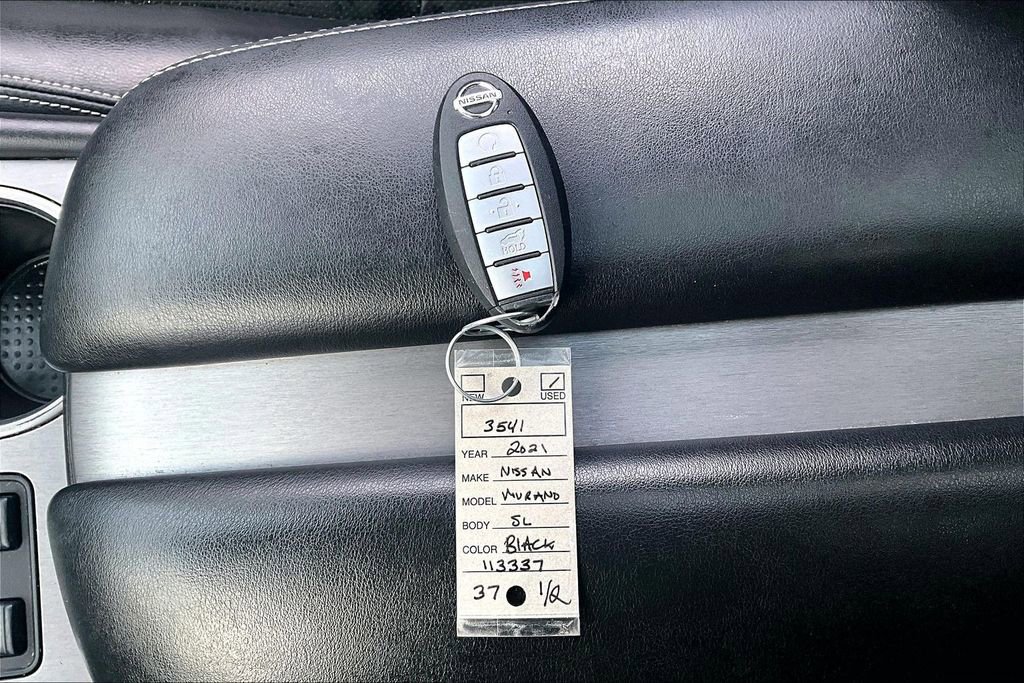 NISSAN
HOLD
NEW USED
3541
YEAR 2021
MAKE NISSAN
MODEL MURANO
BODY SL
COLOR BLACK
113337
37 1/2